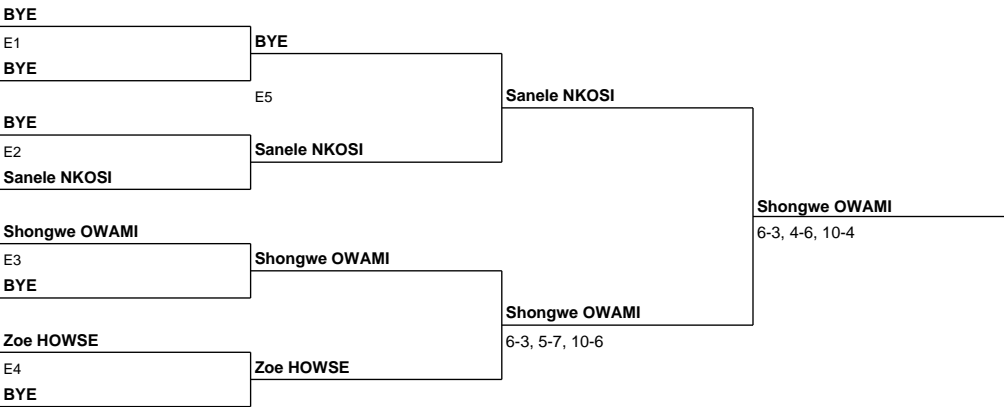 BYE
E1
BYE
BYE
E5
Sanele NKOSI
BYE
E2
Sanele NKOSI
Sanele NKOSI
Shongwe OWAMI
6-3, 4-6, 10-4
Shongwe OWAMI
E3
Shongwe OWAMI
BYE
Shongwe OWAMI
6-3, 5-7, 10-6
Zoe HOWSE
E4
Zoe HOWSE
BYE